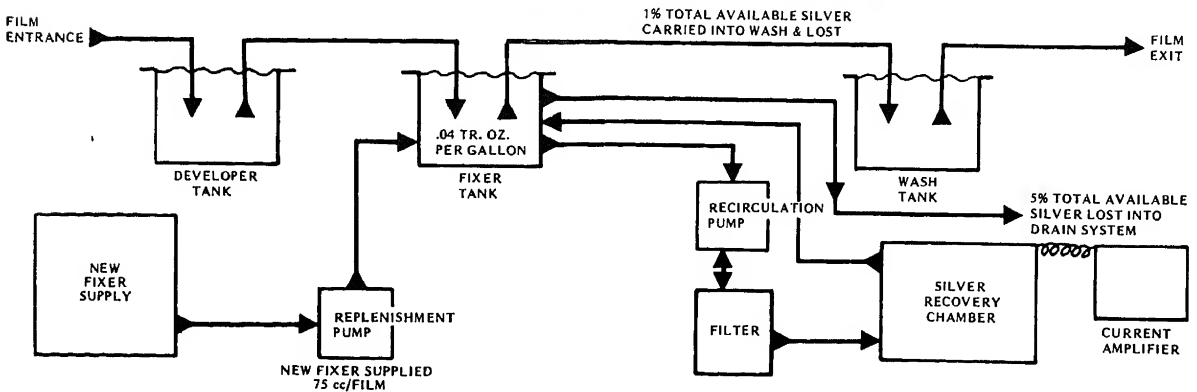 FILM
ENTRANCE
1% TOTAL AVAILABLE SILVER
CARRIED INTO WASH & LOST
FILM
EXIT
.04 TR. OZ.
PER GALLON
DEVELOPER
TANK
FIXER
TANK
WASH
TANK
RECIRCULATION
PUMP
5% TOTAL AVAILABLE
SILVER LOST INTO
DRAIN SYSTEM
NEW
FIXER
SUPPLY
REPLENISHMENT
PUMP
NEW FIXER SUPPLIED
75 cc/FILM
FILTER
SILVER
RECOVERY
CHAMBER
CURRENT
AMPLIFIER